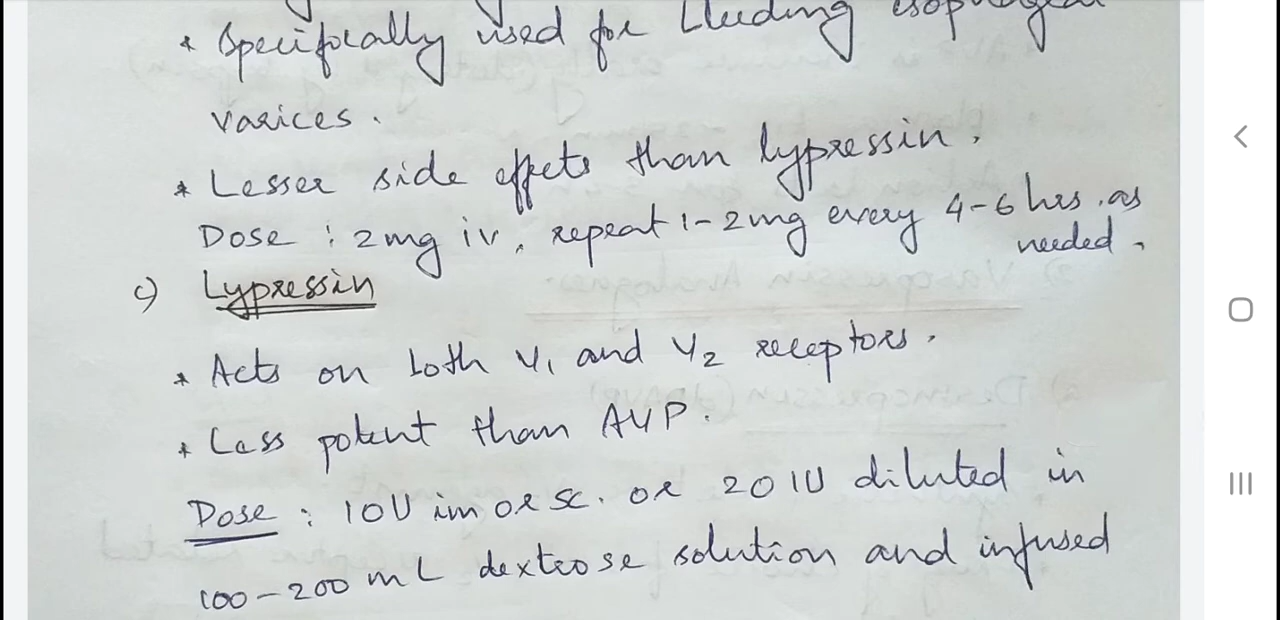 * Specifically used for bleeding esophageal
varices.
* Lesser side effets than lypressin.
Dose : 2mg iv, repeat 1-2mg every 4-6 hrs. as
needed.
c) Lypressin
* Acts on both V1 and V2 receptors.
* Less potent than AVP.
Dose : 10U im or sc. or 20 IU diluted in
100-200 mL dextrose solution and infused